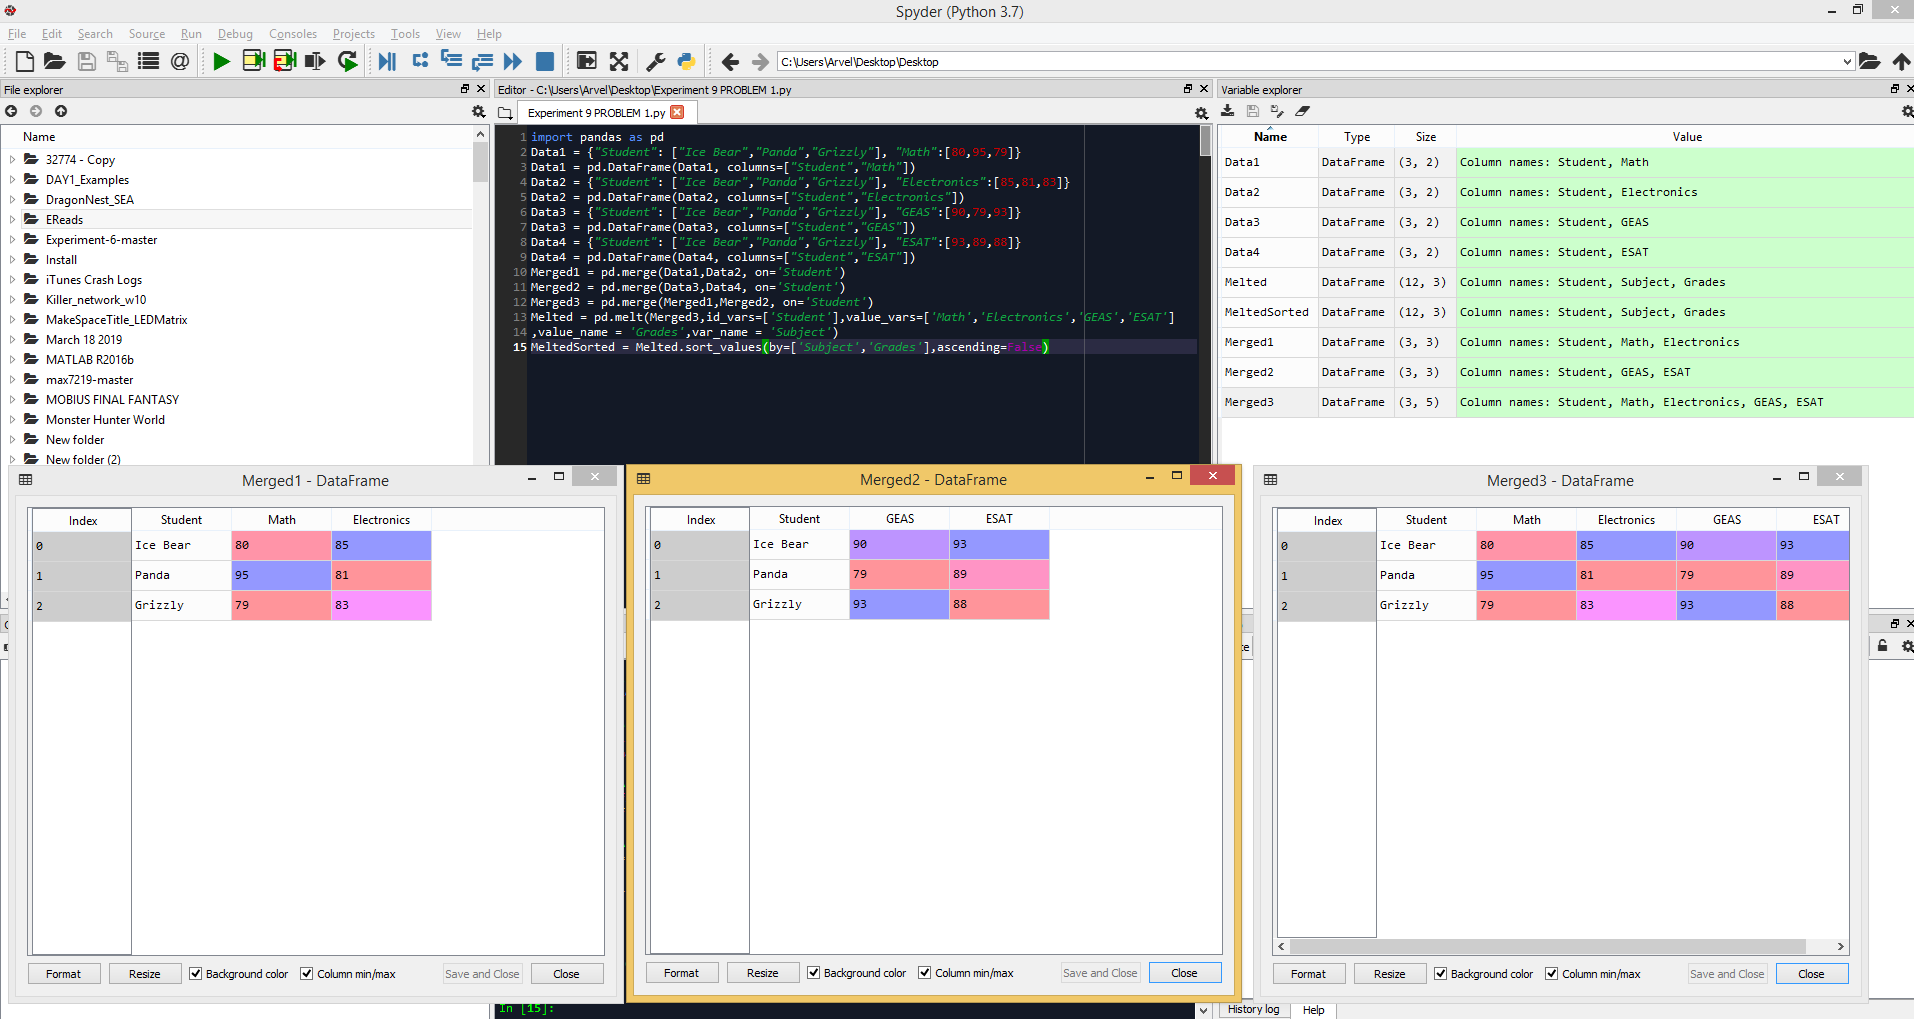 Spyder (Python 3.7)
File Edit Search Source Run Debug Consoles Projects Tools View Help
C:\Users\Arvel\Desktop\Desktop
File explorer
Name
32774 - Copy
DAY1_Examples
DragonNest_SEA
EReads
Experiment-6-master
Install
iTunes Crash Logs
Killer_network_w10
MakeSpaceTitle_LEDMatrix
March 18 2019
MATLAB R2016b
max7219-master
MOBIUS FINAL FANTASY
Monster Hunter World
New folder
New folder (2)
Editor - C:\Users\Arvel\Desktop\Experiment 9 PROBLEM 1.py
Experiment 9 PROBLEM 1.py
1 import pandas as pd
2 Data1 = {"Student": ["Ice Bear","Panda","Grizzly"], "Math":[80,95,79]}
3 Data1 = pd.DataFrame(Data1, columns=["Student","Math"])
4 Data2 = {"Student": ["Ice Bear","Panda","Grizzly"], "Electronics":[85,81,83]}
5 Data2 = pd.DataFrame(Data2, columns=["Student","Electronics"])
6 Data3 = {"Student": ["Ice Bear","Panda","Grizzly"], "GEAS":[90,79,93]}
7 Data3 = pd.DataFrame(Data3, columns=["Student","GEAS"])
8 Data4 = {"Student": ["Ice Bear","Panda","Grizzly"], "ESAT":[93,89,88]}
9 Data4 = pd.DataFrame(Data4, columns=["Student","ESAT"])
10 Merged1 = pd.merge(Data1,Data2, on='Student')
11 Merged2 = pd.merge(Data3,Data4, on='Student')
12 Merged3 = pd.merge(Merged1,Merged2, on='Student')
13 Melted = pd.melt(Merged3,id_vars=['Student'],value_vars=['Math','Electronics','GEAS','ESAT']
14 ,value_name = 'Grades',var_name = 'Subject')
15 MeltedSorted = Melted.sort_values(by=['Subject','Grades'],ascending=False)
Variable explorer
Name Type Size Value
Data1 DataFrame (3, 2) Column names: Student, Math
Data2 DataFrame (3, 2) Column names: Student, Electronics
Data3 DataFrame (3, 2) Column names: Student, GEAS
Data4 DataFrame (3, 2) Column names: Student, ESAT
Melted DataFrame (12, 3) Column names: Student, Subject, Grades
MeltedSorted DataFrame (12, 3) Column names: Student, Subject, Grades
Merged1 DataFrame (3, 3) Column names: Student, Math, Electronics
Merged2 DataFrame (3, 3) Column names: Student, GEAS, ESAT
Merged3 DataFrame (3, 5) Column names: Student, Math, Electronics, GEAS, ESAT
Merged1 - DataFrame
Index Student Math Electronics
0 Ice Bear 80 85
1 Panda 95 81
2 Grizzly 79 83
Format Resize Background color Column min/max Save and Close Close
Merged2 - DataFrame
Index Student GEAS ESAT
0 Ice Bear 90 93
1 Panda 79 89
2 Grizzly 93 88
Format Resize Background color Column min/max Save and Close Close
Merged3 - DataFrame
Index Student Math Electronics GEAS ESAT
0 Ice Bear 80 85 90 93
1 Panda 95 81 79 89
2 Grizzly 79 83 93 88
Format Resize Background color Column min/max Save and Close Close
In [15]:
History log Help